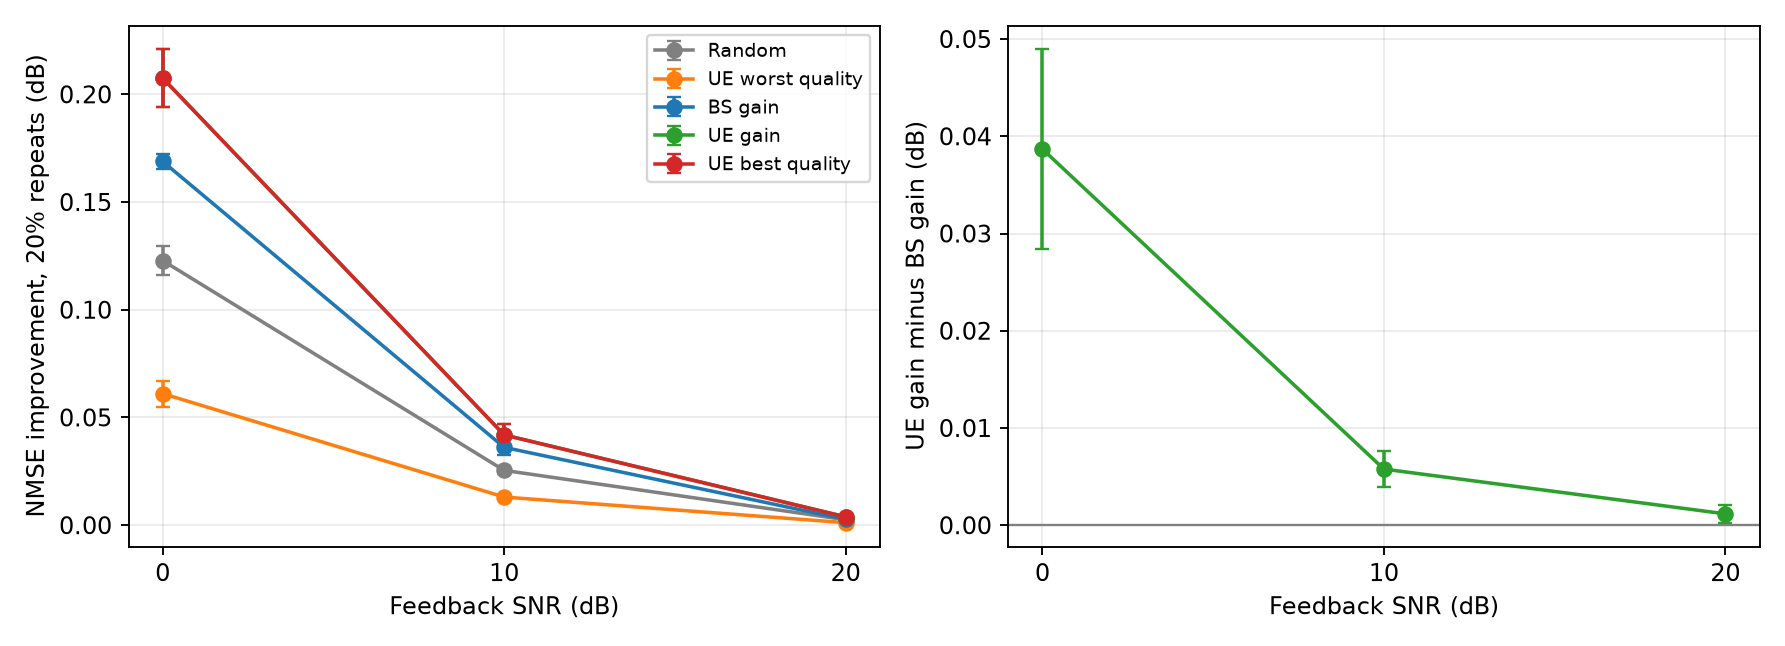 NMSE improvement, 20% repeats (dB)
0.20
0.15
0.10
0.05
0.00
0
10
20
Feedback SNR (dB)
Random
UE worst quality
BS gain
UE gain
UE best quality
UE gain minus BS gain (dB)
0.05
0.04
0.03
0.02
0.01
0.00
0
10
20
Feedback SNR (dB)